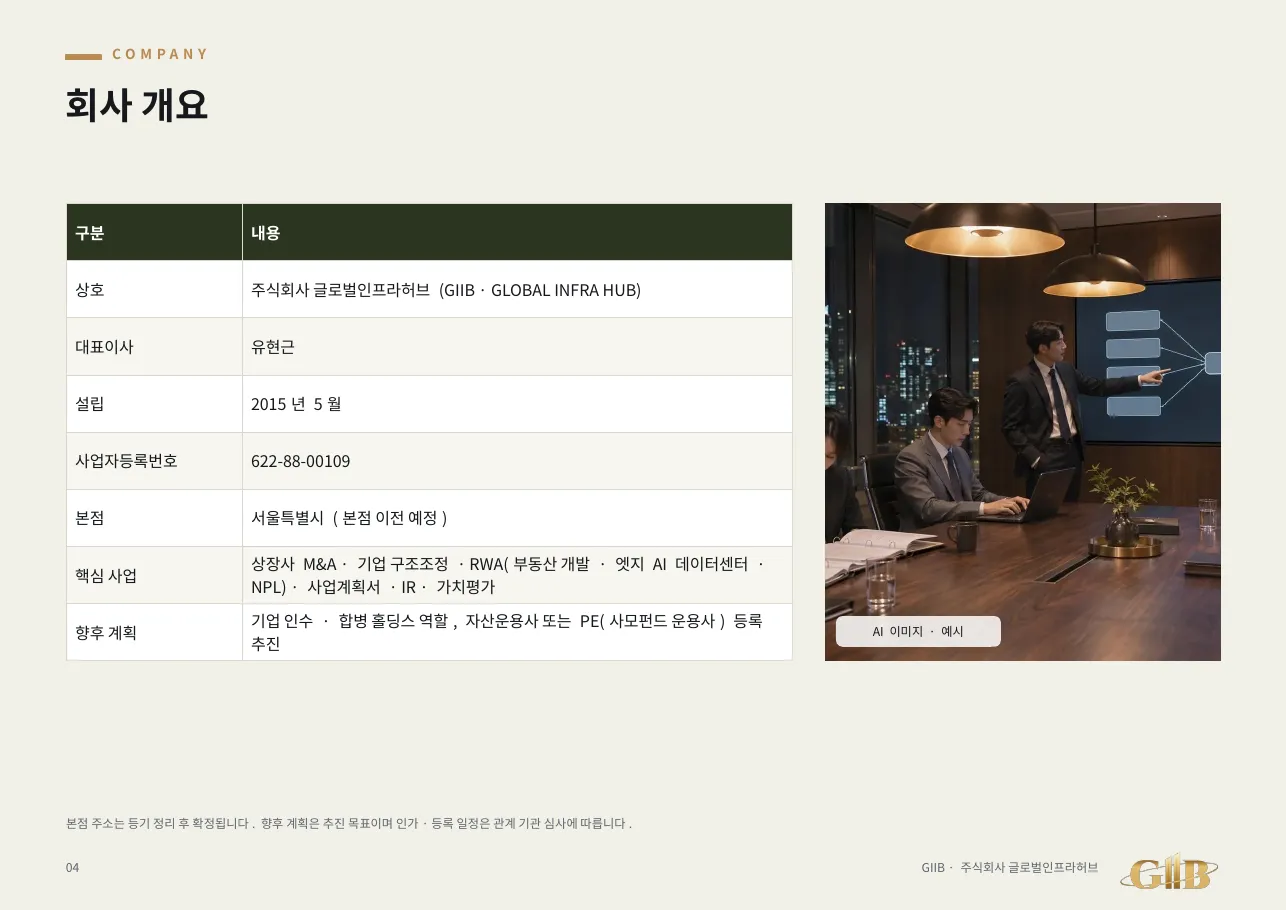 COMPANY
회사 개요
구분 내용
상호 주식회사 글로벌인프라허브 (GIIB · GLOBAL INFRA HUB)
대표이사 유현근
설립 2015 년 5 월
사업자등록번호 622-88-00109
본점 서울특별시 ( 본점 이전 예정 )
핵심 사업 상장사 M&A · 기업 구조조정 · RWA( 부동산 개발 · 엣지 AI 데이터센터 ·
NPL) · 사업계획서 · IR · 가치평가
향후 계획 기업 인수 · 합병 홀딩스 역할 , 자산운용사 또는 PE( 사모펀드 운용사 ) 등록
추진
AI 이미지 · 예시
본점 주소는 등기 정리 후 확정됩니다 . 향후 계획은 추진 목표이며 인가 · 등록 일정은 관계 기관 심사에 따릅니다 .
04
GIIB · 주식회사 글로벌인프라허브
GIIB